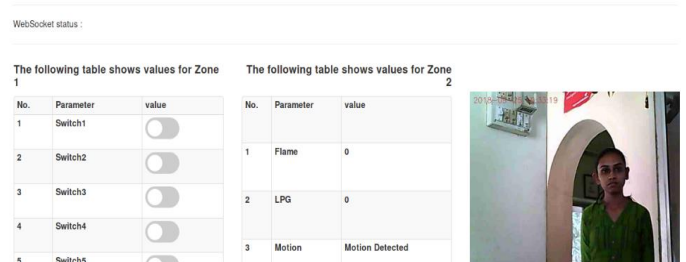 WebSocket status :
The following table shows values for Zone
1
No. Parameter value
1 Switch1
2 Switch2
3 Switch3
4 Switch4
5 Switch5
The following table shows values for Zone
2
No. Parameter value
1 Flame 0
2 LPG 0
3 Motion Motion Detected